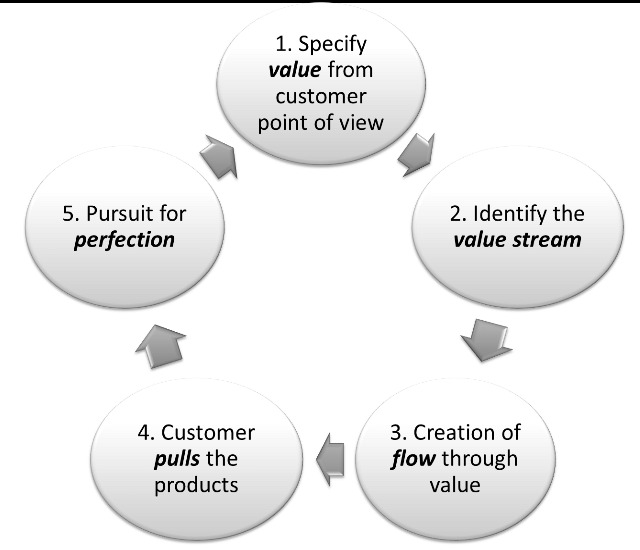 1. Specify
value from
customer
point of view
2. Identify the
value stream
3. Creation of
flow through
value
4. Customer
pulls the
products
5. Pursuit for
perfection